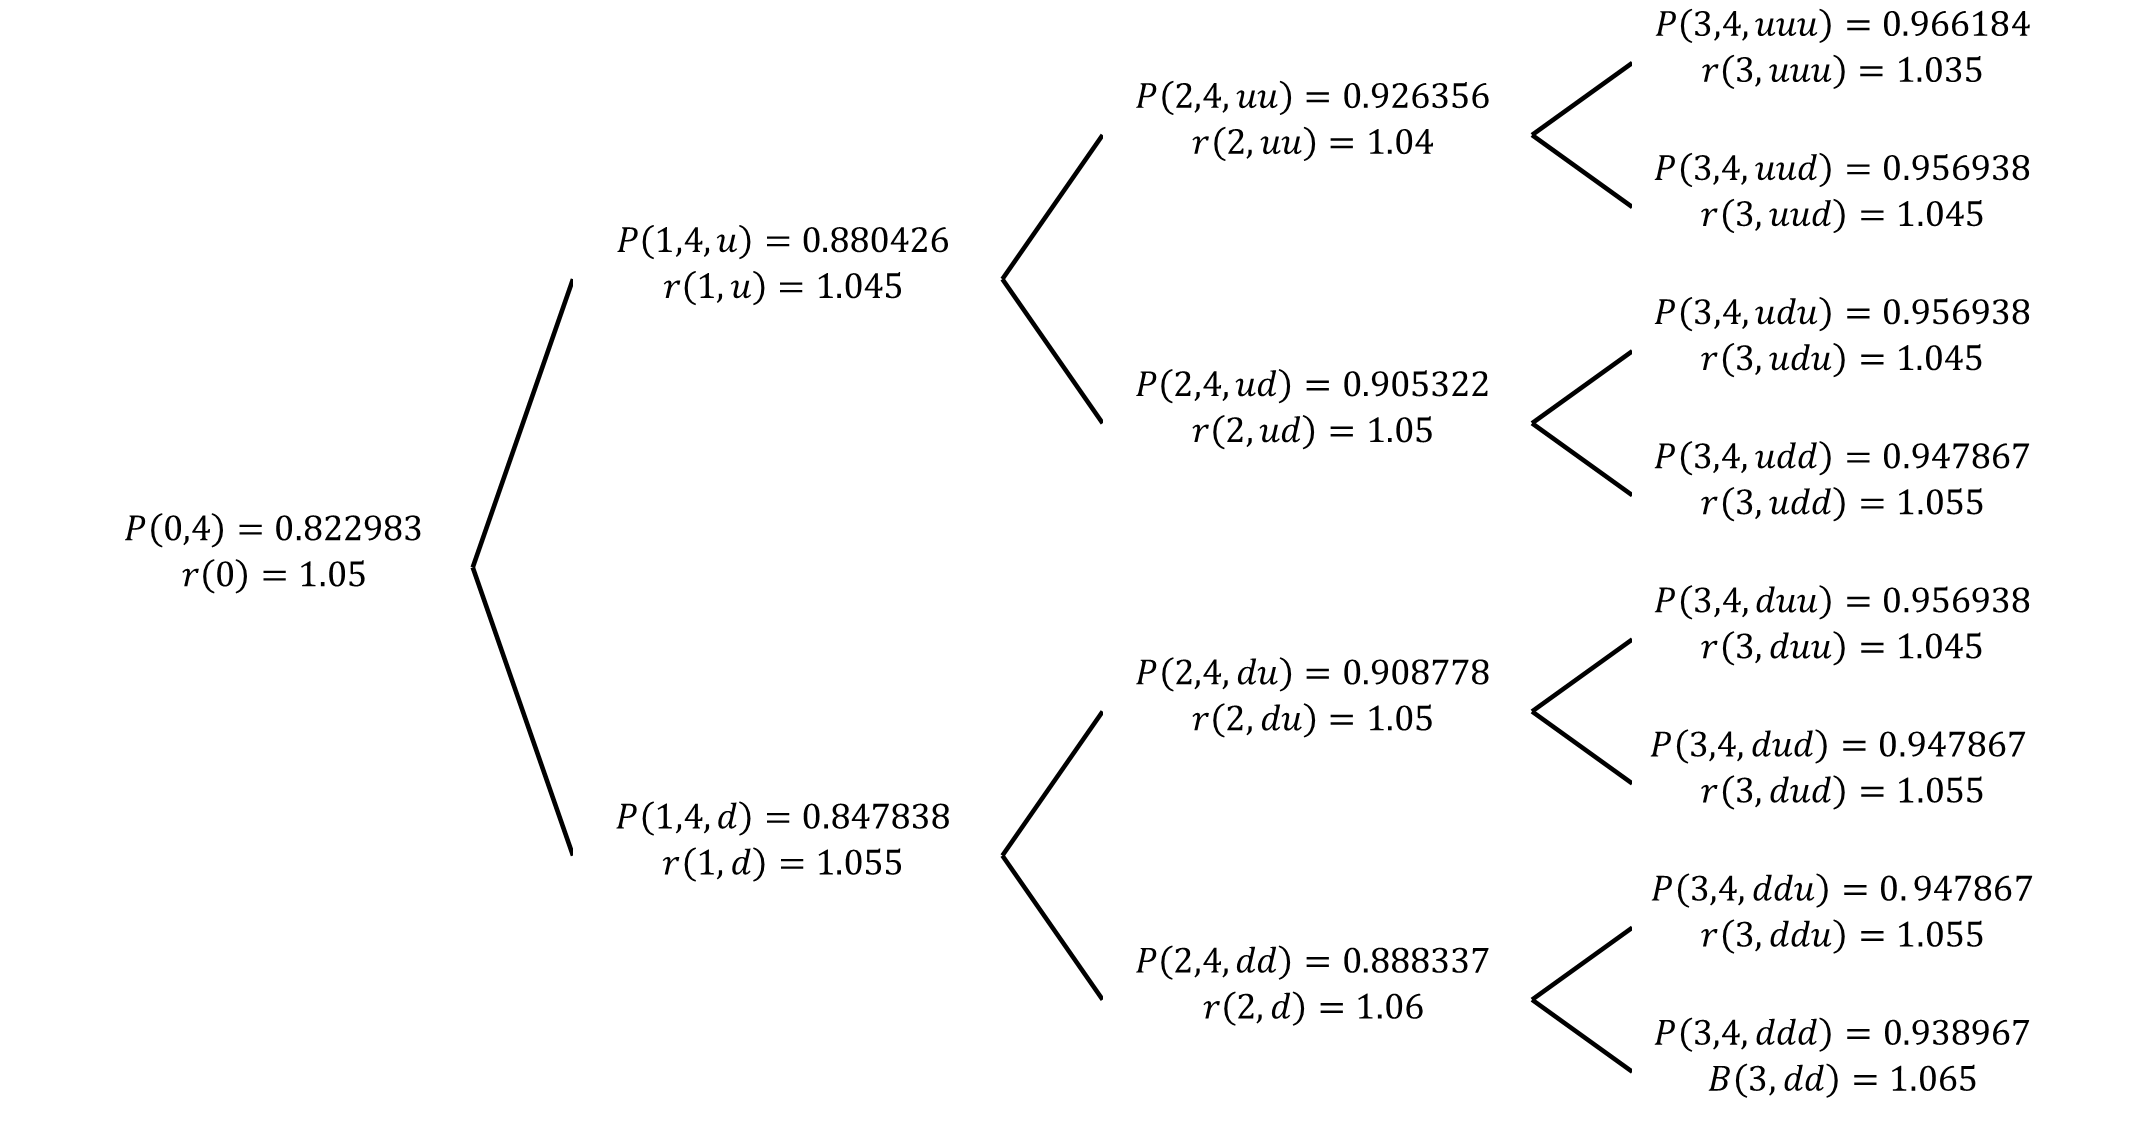 P(0,4) = 0.822983
r(0) = 1.05
P(1,4, u) = 0.880426
r(1, u) = 1.045
P(1,4, d) = 0.847838
r(1, d) = 1.055
P(2,4, uu) = 0.926356
r(2, uu) = 1.04
P(2,4, ud) = 0.905322
r(2, ud) = 1.05
P(2,4, du) = 0.908778
r(2, du) = 1.05
P(2,4, dd) = 0.888337
r(2, d) = 1.06
P(3,4, uuu) = 0.966184
r(3, uuu) = 1.035
P(3,4, uud) = 0.956938
r(3, uud) = 1.045
P(3,4, udu) = 0.956938
r(3, udu) = 1.045
P(3,4, udd) = 0.947867
r(3, udd) = 1.055
P(3,4, duu) = 0.956938
r(3, duu) = 1.045
P(3,4, dud) = 0.947867
r(3, dud) = 1.055
P(3,4, ddu) = 0. 947867
r(3, ddu) = 1.055
P(3,4, ddd) = 0.938967
B(3, dd) = 1.065